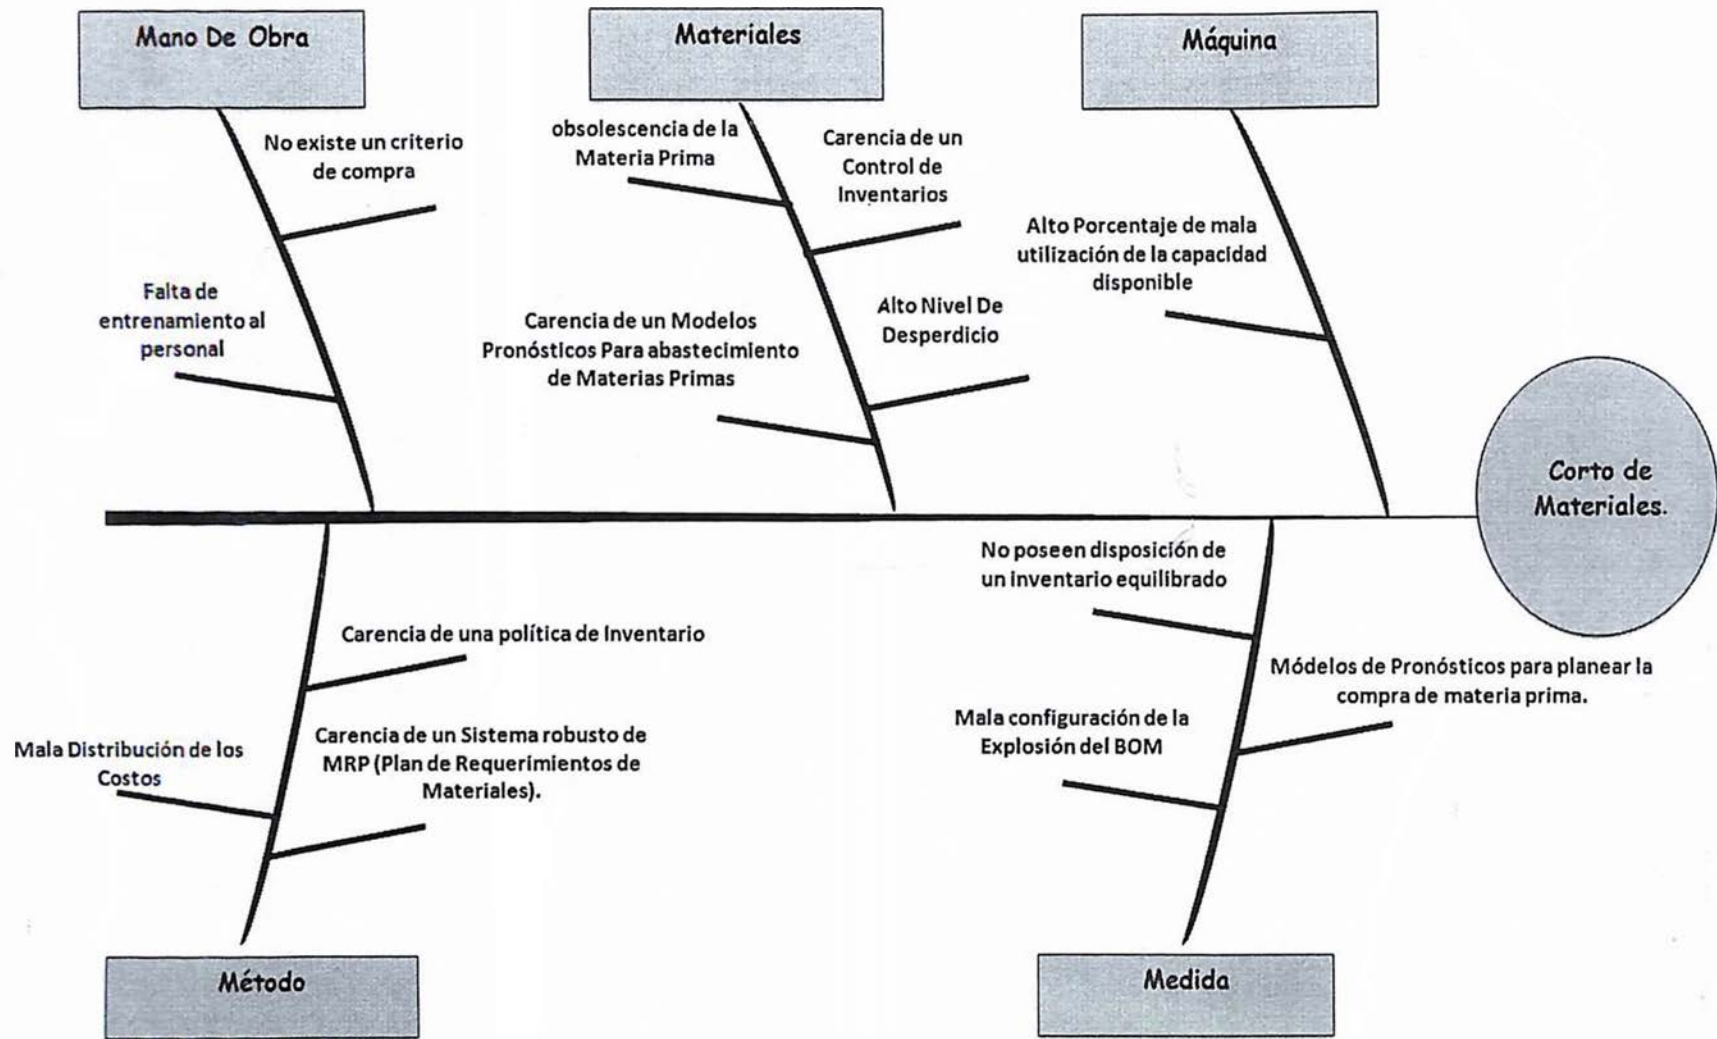 Mano De Obra
Materiales
Máquina
No existe un criterio
de compra
Falta de
entrenamiento al
personal
obsolescencia de la
Materia Prima
Carencia de un
Control de
Inventarios
Carencia de un Modelos
Pronósticos Para abastecimiento
de Materias Primas
Alto Nivel De
Desperdicio
Alto Porcentaje de mala
utilización de la capacidad
disponible
Corto de
Materiales.
Carencia de una política de Inventario
Mala Distribución de los
Costos
Carencia de un Sistema robusto de
MRP (Plan de Requerimientos de
Materiales).
No poseen disposición de
un inventario equilibrado
Módelos de Pronósticos para planear la
compra de materia prima.
Mala configuración de la
Explosión del BOM
Método
Medida